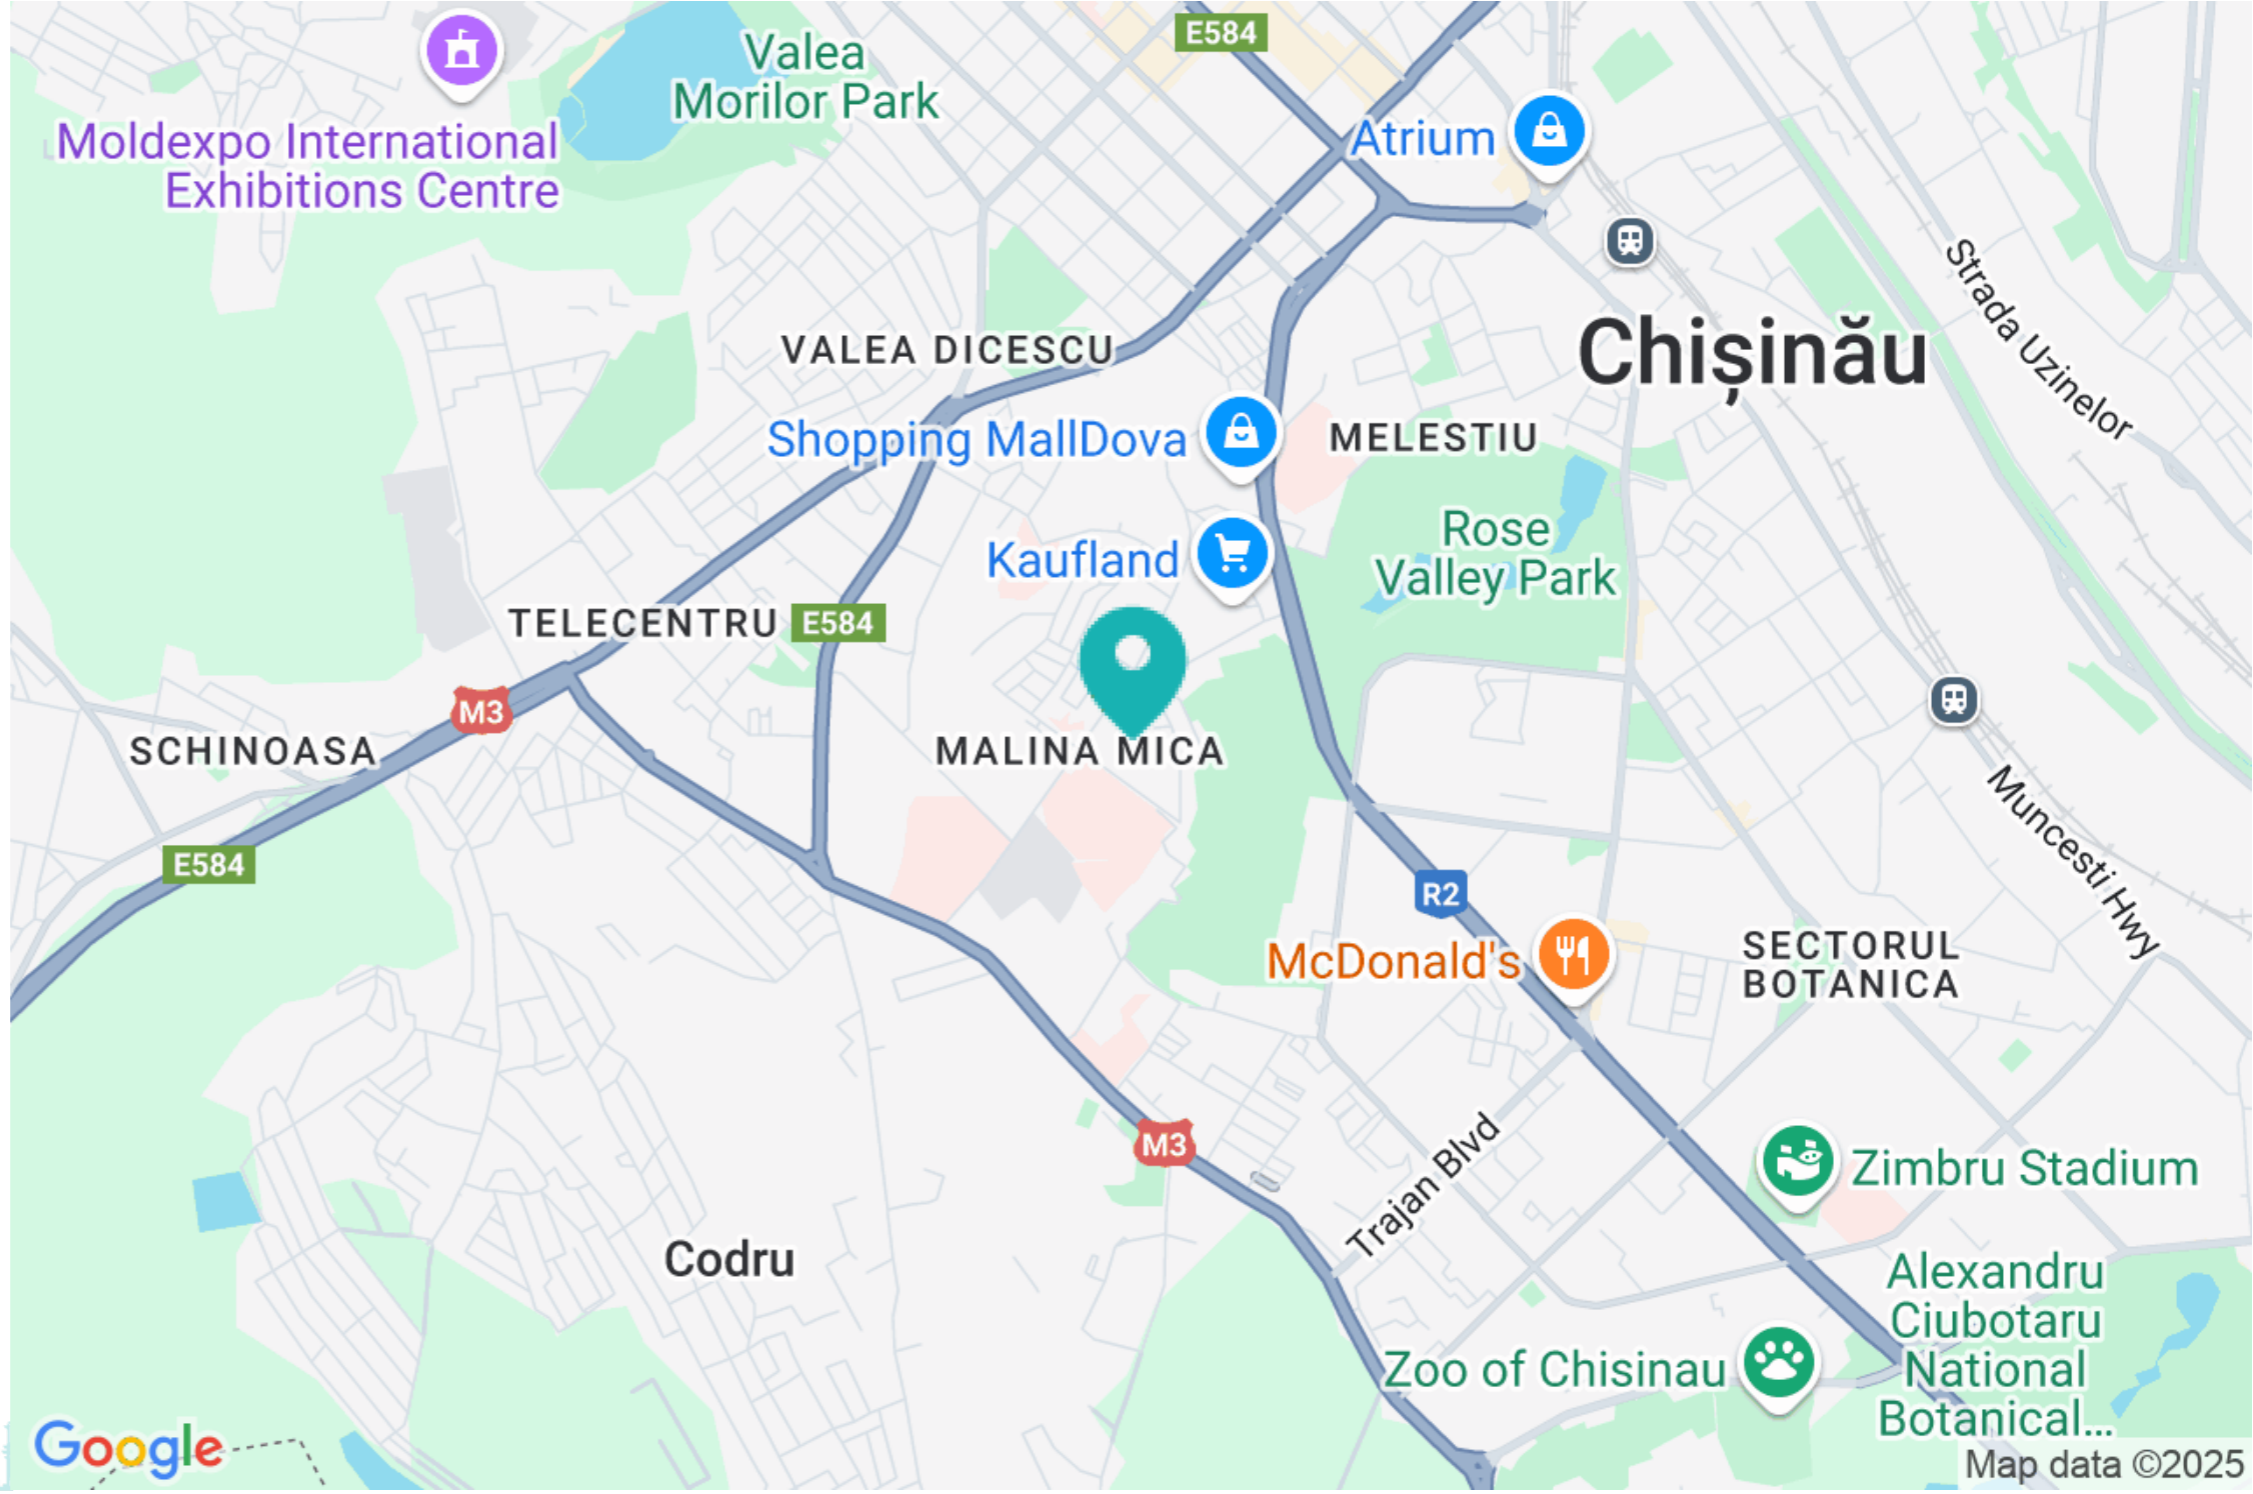 E584
Valea
Morilor Park
Moldexpo International
Exhibitions Centre
Atrium
Strada Uzinelor
VALEA DICESCU
Chișinău
Shopping MallDova
MELESTIU
Rose
Valley Park
Kaufland
TELECENTRU
E584
M3
SCHINOASA
MALINA MICA
Muncesti Hwy
E584
R2
McDonald's
SECTORUL
BOTANICA
M3
Trajan Blvd
Zimbru Stadium
Codru
Alexandru
Ciubotaru
National
Botanical...
Zoo of Chisinau
Google
Map data ©2025